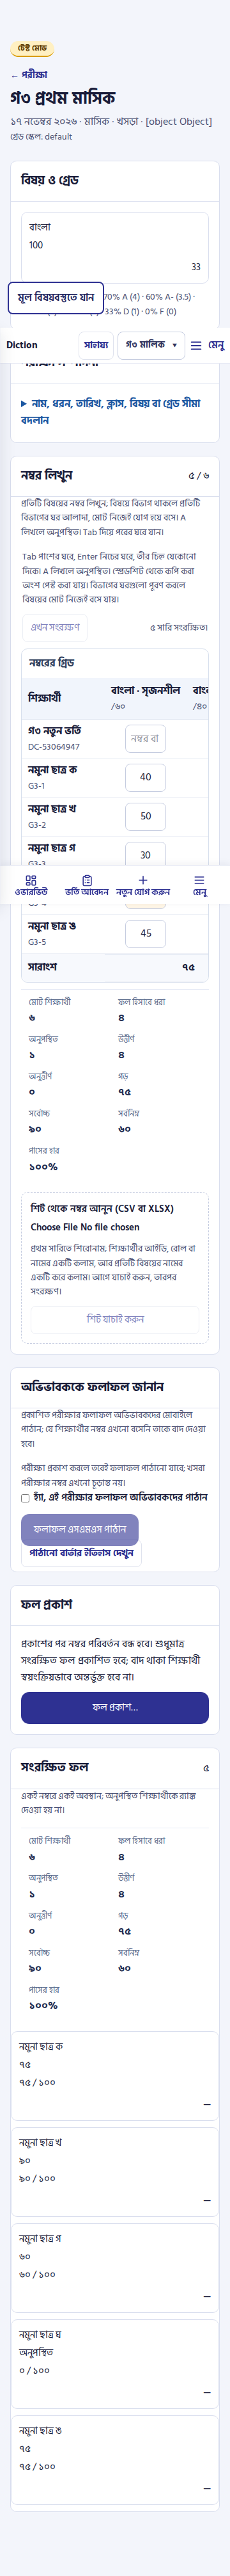 টেস্ট মোড
← পরীক্ষা
গ৩ প্রথম মাসিক
১৭ নভেম্বর ২০২৬ · মাসিক · খসড়া · [object Object]
গ্রেড স্কেল: default
বিষয় ও গ্রেড
বাংলা
100
33
মূল বিষয়বস্তুতে যান
70% A (4) · 60% A- (3.5) ·
33% D (1) · 0% F (0)
Diction
সাহায্য
গ৩ মালিক
মেনু
নাম, ধরন, তারিখ, ক্লাস, বিষয় বা গ্রেড সীমা
বদলান
নম্বর লিখুন
৫ / ৬
প্রতিটি বিষয়ের নম্বর লিখুন; বিষয়ে বিভাগ থাকলে প্রতিটি
বিভাগের ঘর আলাদা, মোট নিজেই যোগ হয়ে বসে। A
লিখলে অনুপস্থিত। Tab দিয়ে পরের ঘরে যান।
Tab পাশের ঘরে, Enter নিচের ঘরে, তীর চিহ্ন যেকোনো
দিকে। A লিখলে অনুপস্থিত। স্প্রেডশিট থেকে কপি করা
অংশ পেস্ট করা যায়। বিভাগের ঘরগুলো পূরণ করলে
বিষয়ের মোট নিজেই বসে যায়।
এখন সংরক্ষণ
৫ সারি সংরক্ষিত।
নম্বরের গ্রিড
শিক্ষার্থী
বাংলা · সৃজনশীল
/৬০
/৪০
গ৩ নতুন ভর্তি
DC-53064947
নম্বর বা
নমুনা ছাত্র ক
G3-1
40
নমুনা ছাত্র খ
G3-2
50
নমুনা ছাত্র গ
G3-3
30
ওভারভিউ
ভর্তি আবেদন
নতুন যোগ করুন
মেনু
নমুনা ছাত্র ঙ
G3-5
45
সারাংশ
৭৫
মোট শিক্ষার্থী
৬
ফল হিসাবে ধরা
৪
অনুপস্থিত
১
উত্তীর্ণ
৪
অনুত্তীর্ণ
০
গড়
৭৫
সর্বোচ্চ
৯০
সর্বনিম্ন
৬০
পাসের হার
১০০%
শিট থেকে নম্বর আনুন (CSV বা XLSX)
Choose File No file chosen
প্রথম সারিতে শিরোনাম; শিক্ষার্থীর আইডি, রোল বা
নামের একটি কলাম, আর প্রতিটি বিষয়ের নামের
একটি করে কলাম। আগে যাচাই করুন, তারপর
সংরক্ষণ।
শিট যাচাই করুন
অভিভাবককে ফলাফল জানান
প্রকাশিত পরীক্ষার ফলাফল অভিভাবকদের মোবাইলে
পাঠান; যে শিক্ষার্থীর নম্বর এখনো বসেনি তাকে বাদ দেওয়া
হবে।
পরীক্ষা প্রকাশ করলে তবেই ফলাফল পাঠানো যাবে; খসরা
পরীক্ষার নম্বর এখনো চূড়ান্ত নয়।
হ্যাঁ, এই পরীক্ষার ফলাফল অভিভাবকদের পাঠান
ফলাফল এসএমএস পাঠান
পাঠানো বার্তার ইতিহাস দেখুন
ফল প্রকাশ
প্রকাশের পর নম্বর পরিবর্তন বন্ধ হবে। শুধুমাত্র
সংরক্ষিত ফল প্রকাশিত হবে; বাদ থাকা শিক্ষার্থী
স্বয়ংক্রিয়ভাবে অন্তর্ভুক্ত হবে না।
ফল প্রকাশ...
সংরক্ষিত ফল
৫
একই নম্বরে একই অবস্থান; অনুপস্থিত শিক্ষার্থীকে র‍্যাঙ্ক
দেওয়া হয় না।
মোট শিক্ষার্থী
৬
ফল হিসাবে ধরা
৪
অনুপস্থিত
১
উত্তীর্ণ
৪
অনুত্তীর্ণ
০
গড়
৭৫
সর্বোচ্চ
৯০
সর্বনিম্ন
৬০
পাসের হার
১০০%
নমুনা ছাত্র ক
৭৫
৭৫ / ১০০
—
নমুনা ছাত্র খ
৯০
৯০ / ১০০
—
নমুনা ছাত্র গ
৬০
৬০ / ১০০
—
নমুনা ছাত্র ঘ
অনুপস্থিত
০ / ১০০
—
নমুনা ছাত্র ঙ
৭৫
৭৫ / ১০০
—